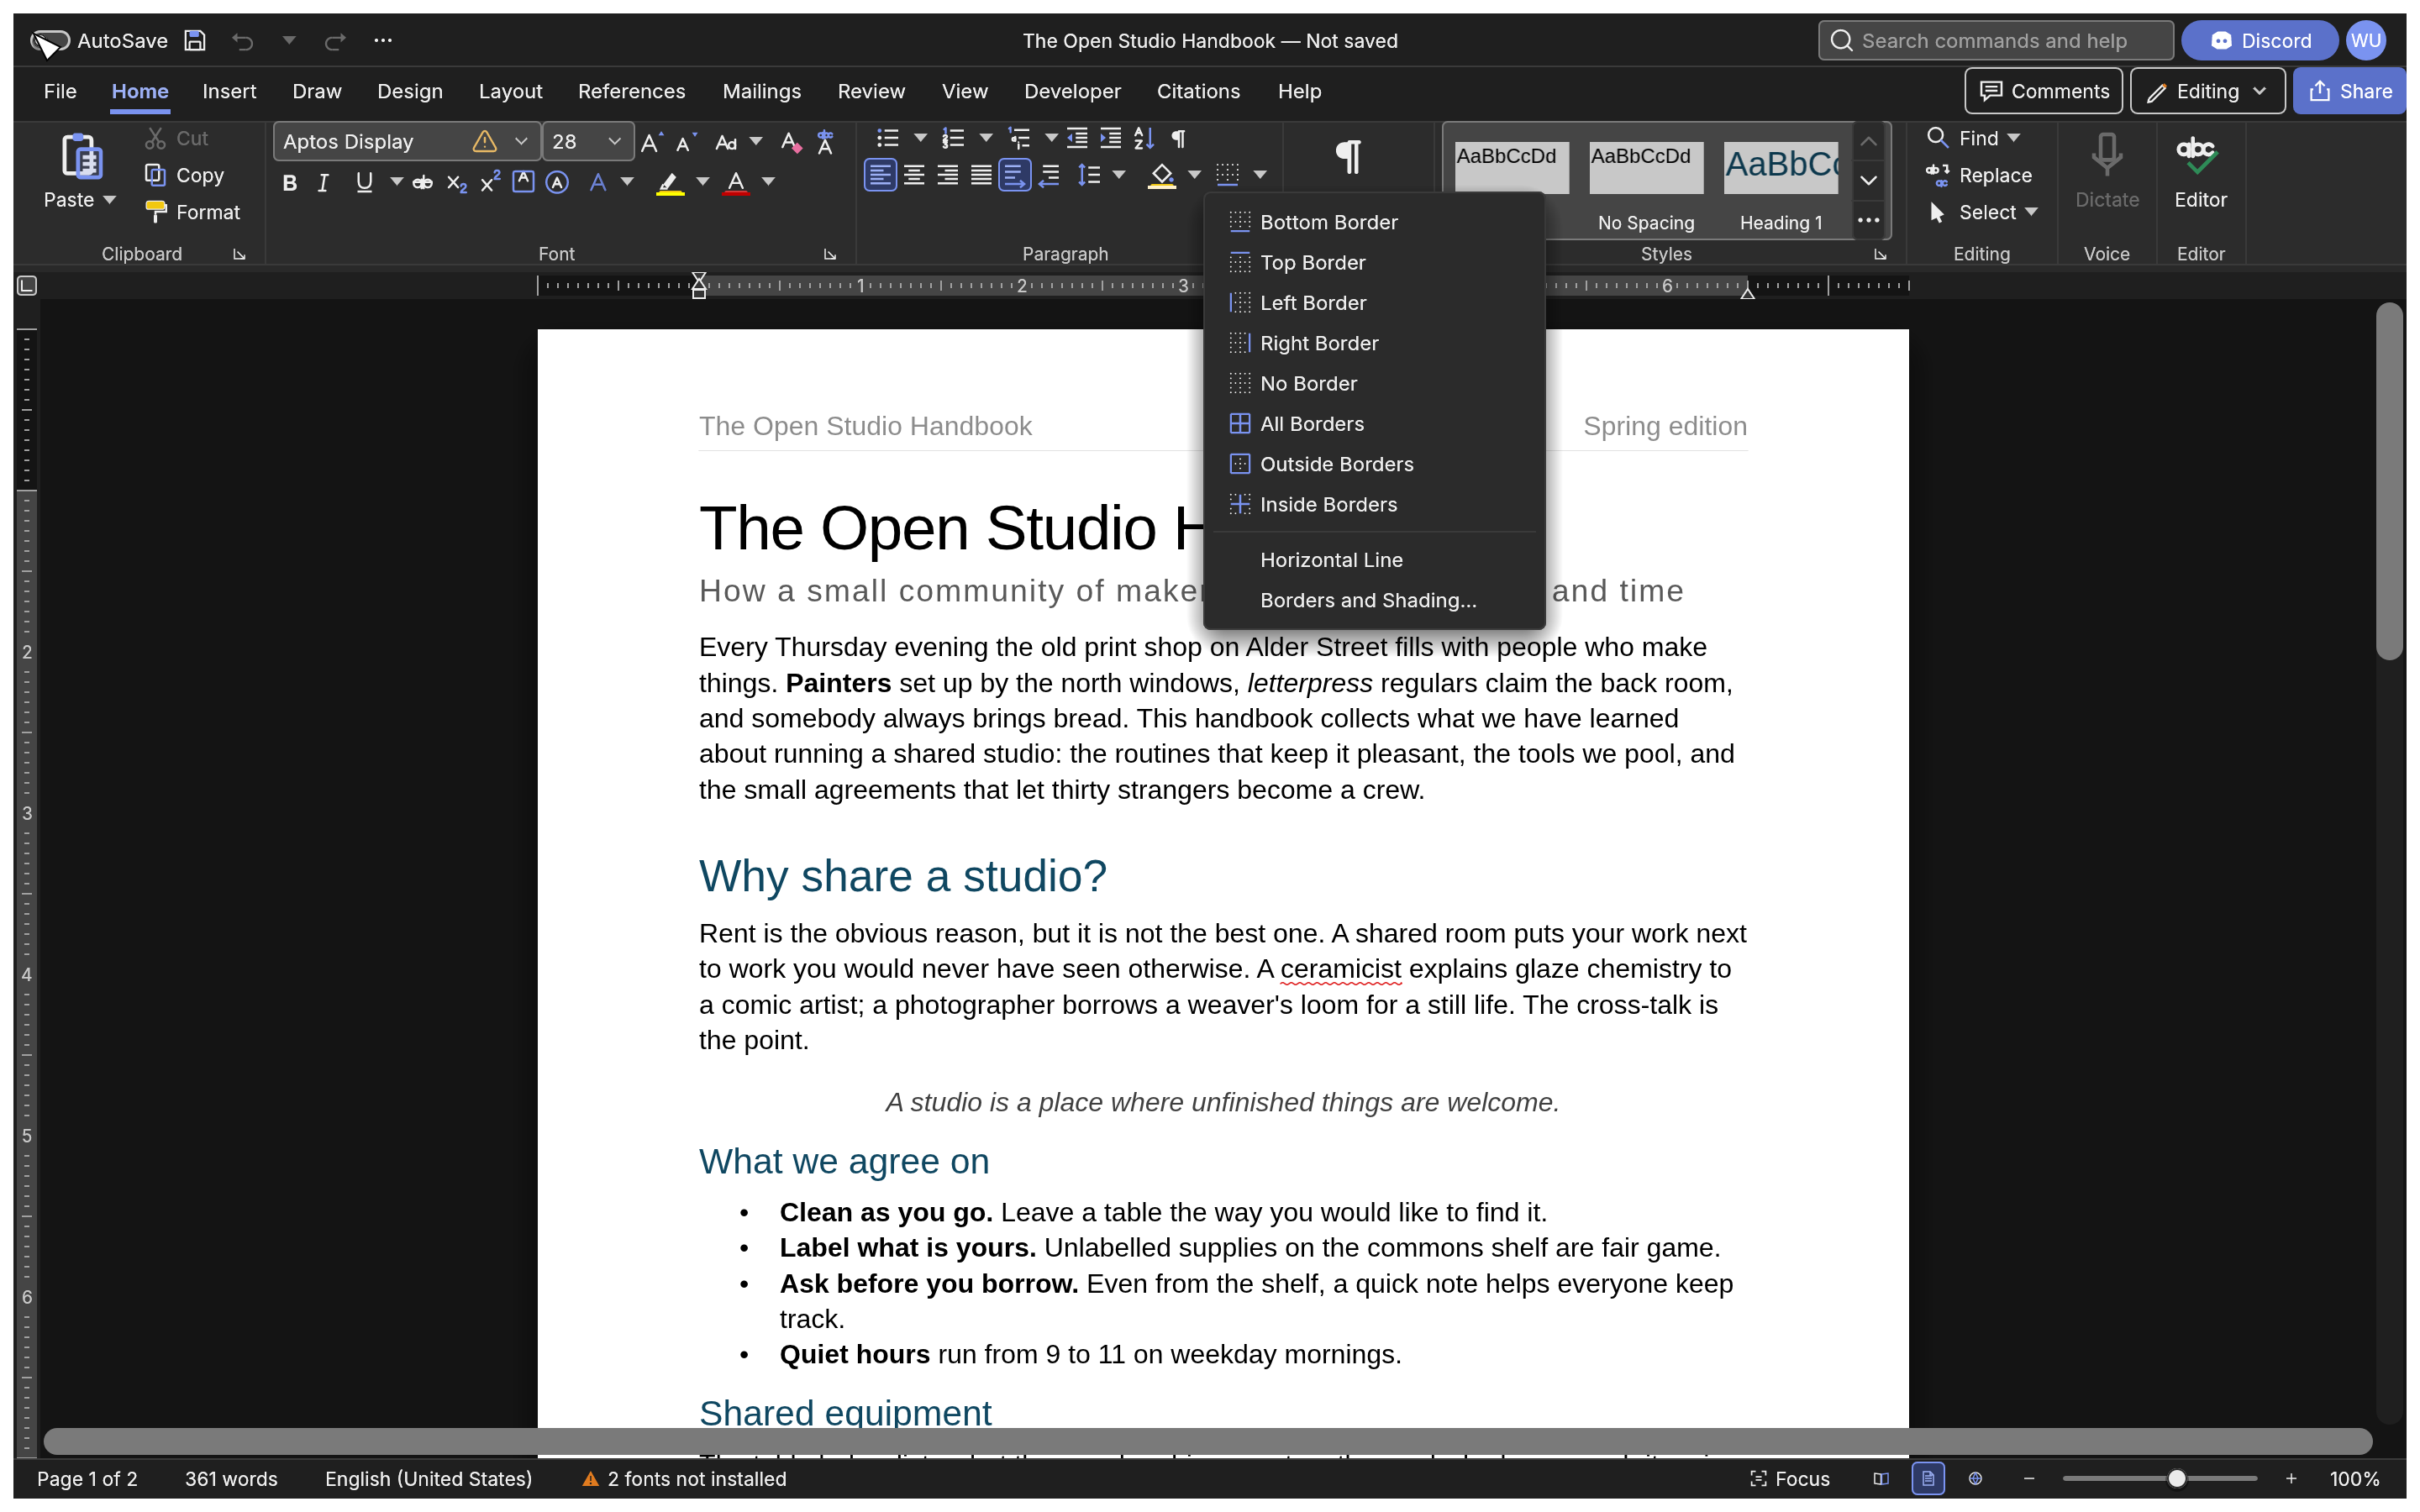 AutoSave
The Open Studio Handbook — Not saved
Search commands and help
Discord
WU
File Home Insert Draw Design Layout References Mailings Review View Developer Citations Help
Comments
Editing
Share
Paste
Cut
Copy
Format
Clipboard
Aptos Display
28
Font
Paragraph
AaBbCcDd
AaBbCcDd
AaBbCc
No Spacing
Heading 1
Styles
Find
Replace
Select
Editing
Dictate
Voice
Editor
Editor
Bottom Border
Top Border
Left Border
Right Border
No Border
All Borders
Outside Borders
Inside Borders
Horizontal Line
Borders and Shading...
1 2 3 6
2
3
4
5
6
The Open Studio Handbook
Spring edition
The Open Studio H
How a small community of maker and time
Every Thursday evening the old print shop on Alder Street fills with people who make
things. Painters set up by the north windows, letterpress regulars claim the back room,
and somebody always brings bread. This handbook collects what we have learned
about running a shared studio: the routines that keep it pleasant, the tools we pool, and
the small agreements that let thirty strangers become a crew.
Why share a studio?
Rent is the obvious reason, but it is not the best one. A shared room puts your work next
to work you would never have seen otherwise. A ceramicist explains glaze chemistry to
a comic artist; a photographer borrows a weaver's loom for a still life. The cross-talk is
the point.
A studio is a place where unfinished things are welcome.
What we agree on
• Clean as you go. Leave a table the way you would like to find it.
• Label what is yours. Unlabelled supplies on the commons shelf are fair game.
• Ask before you borrow. Even from the shelf, a quick note helps everyone keep
track.
• Quiet hours run from 9 to 11 on weekday mornings.
Shared equipment
Page 1 of 2
361 words
English (United States)
2 fonts not installed
Focus
100%